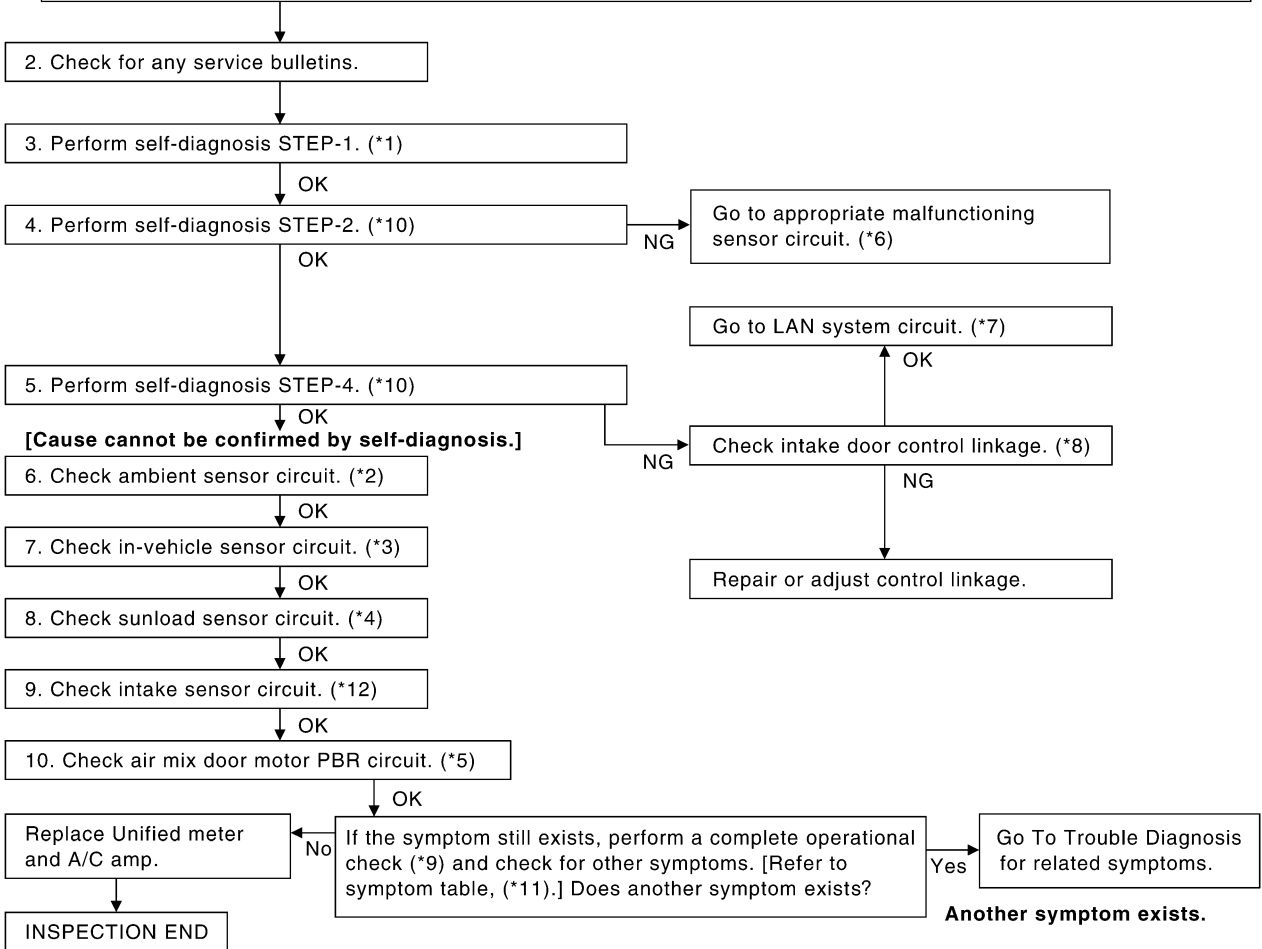 2. Check for any service bulletins.
3. Perform self-diagnosis STEP-1. (*1)
OK
4. Perform self-diagnosis STEP-2. (*10)
NG
Go to appropriate malfunctioning
sensor circuit. (*6)
OK
Go to LAN system circuit. (*7)
OK
5. Perform self-diagnosis STEP-4. (*10)
OK
[Cause cannot be confirmed by self-diagnosis.]
NG
Check intake door control linkage. (*8)
NG
Repair or adjust control linkage.
6. Check ambient sensor circuit. (*2)
OK
7. Check in-vehicle sensor circuit. (*3)
OK
8. Check sunload sensor circuit. (*4)
OK
9. Check intake sensor circuit. (*12)
OK
10. Check air mix door motor PBR circuit. (*5)
OK
Replace Unified meter
and A/C amp.
No
If the symptom still exists, perform a complete operational
check (*9) and check for other symptoms. [Refer to
symptom table, (*11).] Does another symptom exists?
Yes
Go To Trouble Diagnosis
for related symptoms.
Another symptom exists.
INSPECTION END